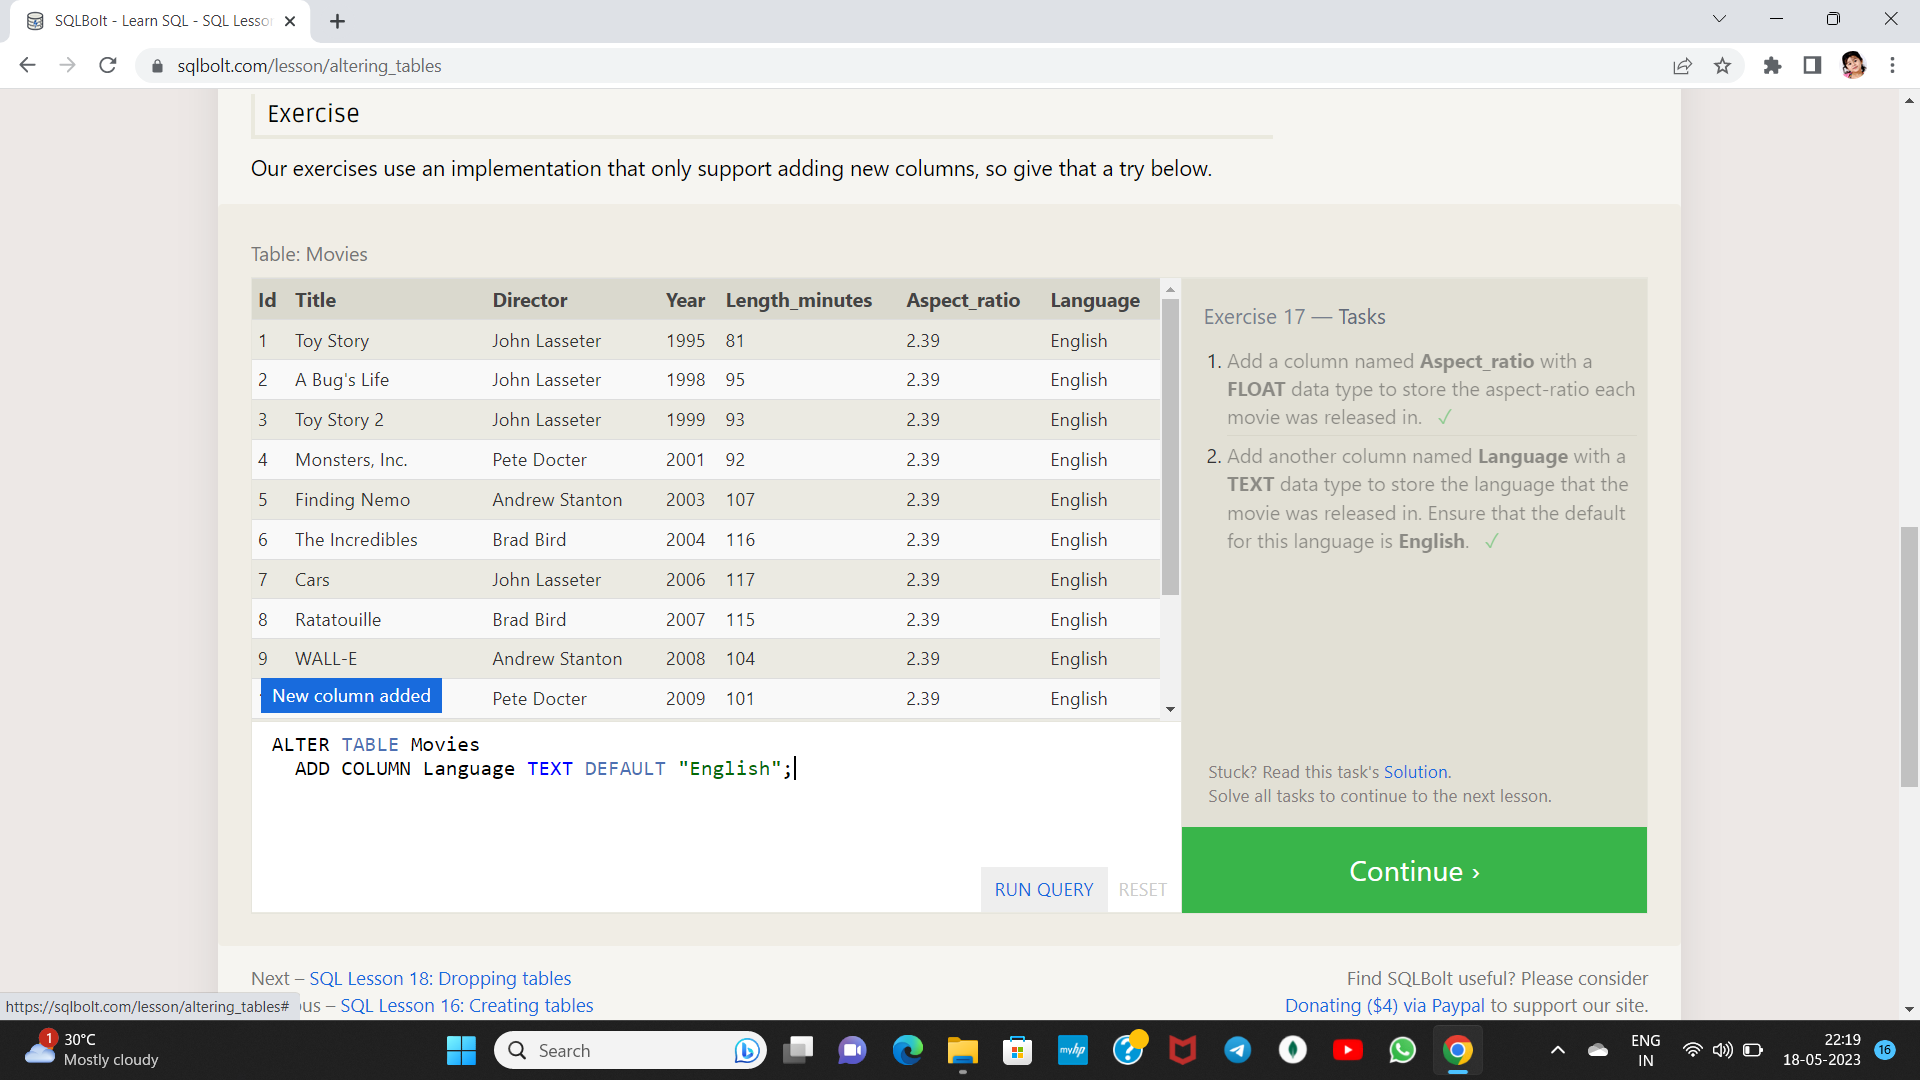 SQLBolt - Learn SQL - SQL Lesso
sqlbolt.com/lesson/altering_tables
Exercise
Our exercises use an implementation that only support adding new columns, so give that a try below.
Table: Movies
Id Title Director Year Length_minutes Aspect_ratio Language
1 Toy Story John Lasseter 1995 81 2.39 English
2 A Bug's Life John Lasseter 1998 95 2.39 English
3 Toy Story 2 John Lasseter 1999 93 2.39 English
4 Monsters, Inc. Pete Docter 2001 92 2.39 English
5 Finding Nemo Andrew Stanton 2003 107 2.39 English
6 The Incredibles Brad Bird 2004 116 2.39 English
7 Cars John Lasseter 2006 117 2.39 English
8 Ratatouille Brad Bird 2007 115 2.39 English
9 WALL-E Andrew Stanton 2008 104 2.39 English
New column added Pete Docter 2009 101 2.39 English
ALTER TABLE Movies
ADD COLUMN Language TEXT DEFAULT "English";
RUN QUERY RESET
Exercise 17 — Tasks
1. Add a column named Aspect_ratio with a
FLOAT data type to store the aspect-ratio each
movie was released in. ✓
2. Add another column named Language with a
TEXT data type to store the language that the
movie was released in. Ensure that the default
for this language is English. ✓
Stuck? Read this task's Solution.
Solve all tasks to continue to the next lesson.
Continue ›
Next – SQL Lesson 18: Dropping tables
ous – SQL Lesson 16: Creating tables
Find SQLBolt useful? Please consider
Donating ($4) via Paypal to support our site.
https://sqlbolt.com/lesson/altering_tables#
1
30°C
Mostly cloudy
Search
myhp
ENG
IN
22:19
18-05-2023
16